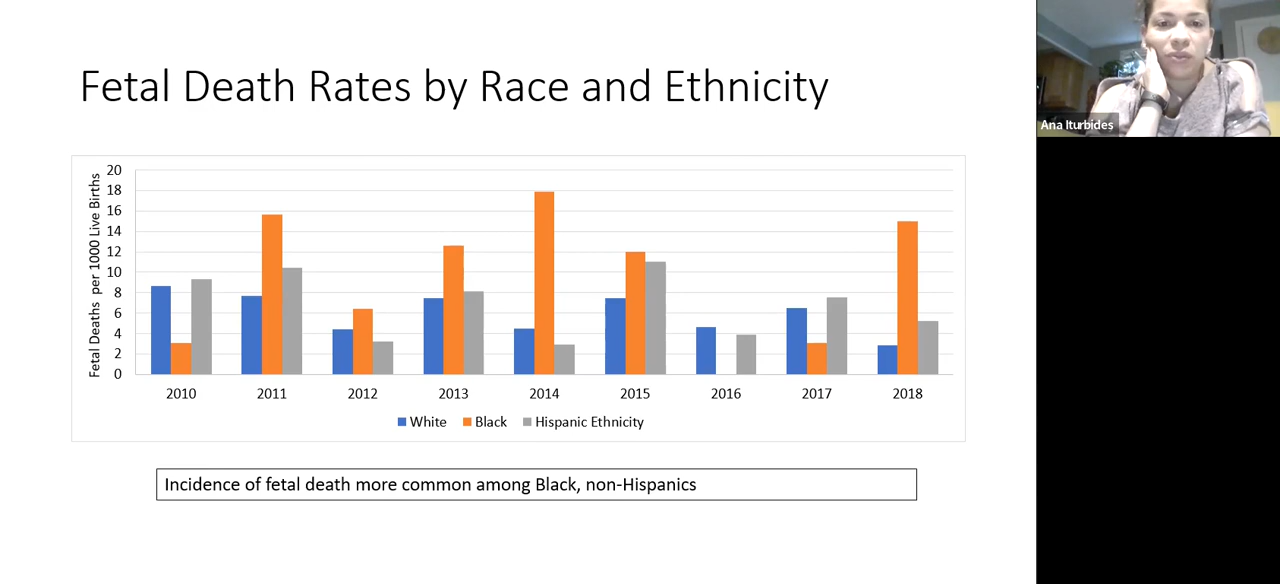 Fetal Death Rates by Race and Ethnicity
Ana Iturbides
Fetal Deaths per 1000 Live Births
20
18
16
14
12
10
8
6
4
2
0
2010 2011 2012 2013 2014 2015 2016 2017 2018
White Black Hispanic Ethnicity
Incidence of fetal death more common among Black, non-Hispanics